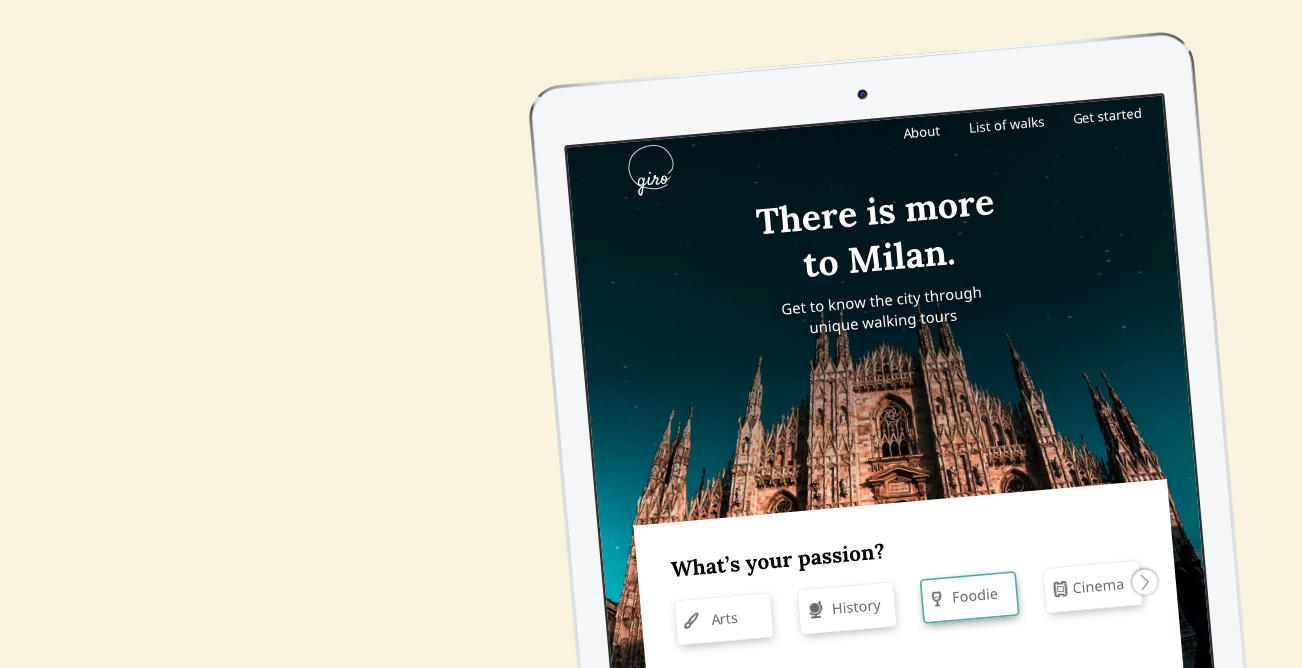 About
List of walks
Get started
giro
There is more
to Milan.
Get to know the city through
unique walking tours
What’s your passion?
Arts
History
Foodie
Cinema